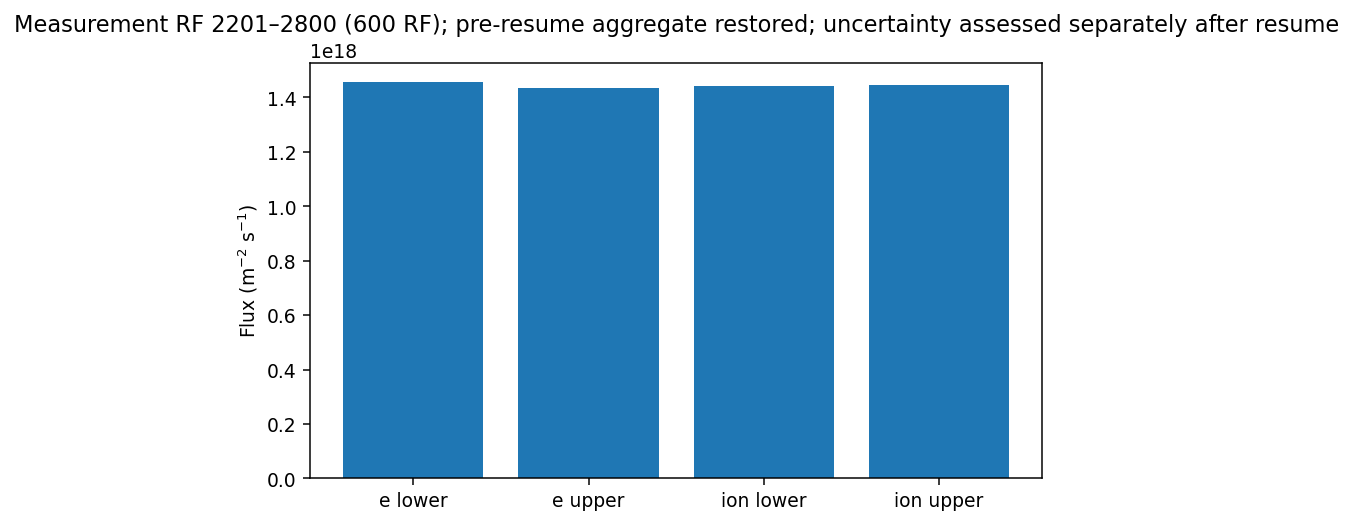 Measurement RF 2201–2800 (600 RF); pre-resume aggregate restored; uncertainty assessed separately after resume
1e18
Flux (m⁻² s⁻¹)
1.4
1.2
1.0
0.8
0.6
0.4
0.2
0.0
e lower
e upper
ion lower
ion upper